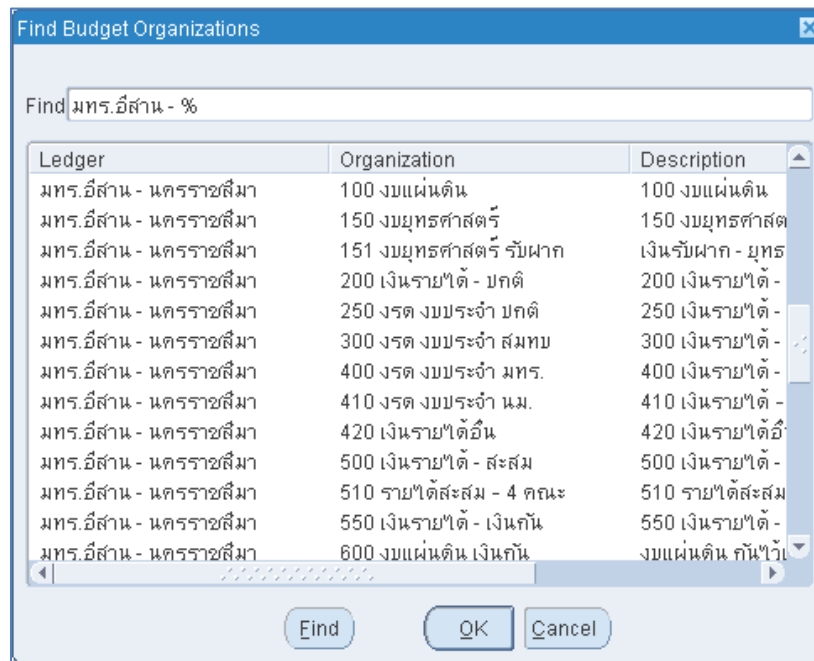 Find Budget Organizations
Find มทร.อีสาน - %
Ledger Organization Description
มทร.อีสาน - นครราชสีมา 100 งบแผ่นดิน 100 งบแผ่นดิน
มทร.อีสาน - นครราชสีมา 150 งบยุทธศาสตร์ 150 งบยุทธศาสต
มทร.อีสาน - นครราชสีมา 151 งบยุทธศาสตร์ รับฝาก เงินรับฝาก - ยุทธ
มทร.อีสาน - นครราชสีมา 200 เงินรายได้ - ปกติ 200 เงินรายได้ -
มทร.อีสาน - นครราชสีมา 250 งรด งบประจำ ปกติ 250 เงินรายได้ -
มทร.อีสาน - นครราชสีมา 300 งรด งบประจำ สมทบ 300 เงินรายได้ -
มทร.อีสาน - นครราชสีมา 400 งรด งบประจำ มทร. 400 เงินรายได้ -
มทร.อีสาน - นครราชสีมา 410 งรด งบประจำ นม. 410 เงินรายได้ -
มทร.อีสาน - นครราชสีมา 420 เงินรายได้อื่น 420 เงินรายได้อื่
มทร.อีสาน - นครราชสีมา 500 เงินรายได้ - สะสม 500 เงินรายได้ -
มทร.อีสาน - นครราชสีมา 510 รายได้สะสม - 4 คณะ 510 รายได้สะสม
มทร.อีสาน - นครราชสีมา 550 เงินรายได้ - เงินกัน 550 เงินรายได้ -
มทร.อีสาน - นครราชสีมา 600 งบแผ่นดิน เงินกัน งบแผ่นดิน กันไว้เ
Find OK Cancel